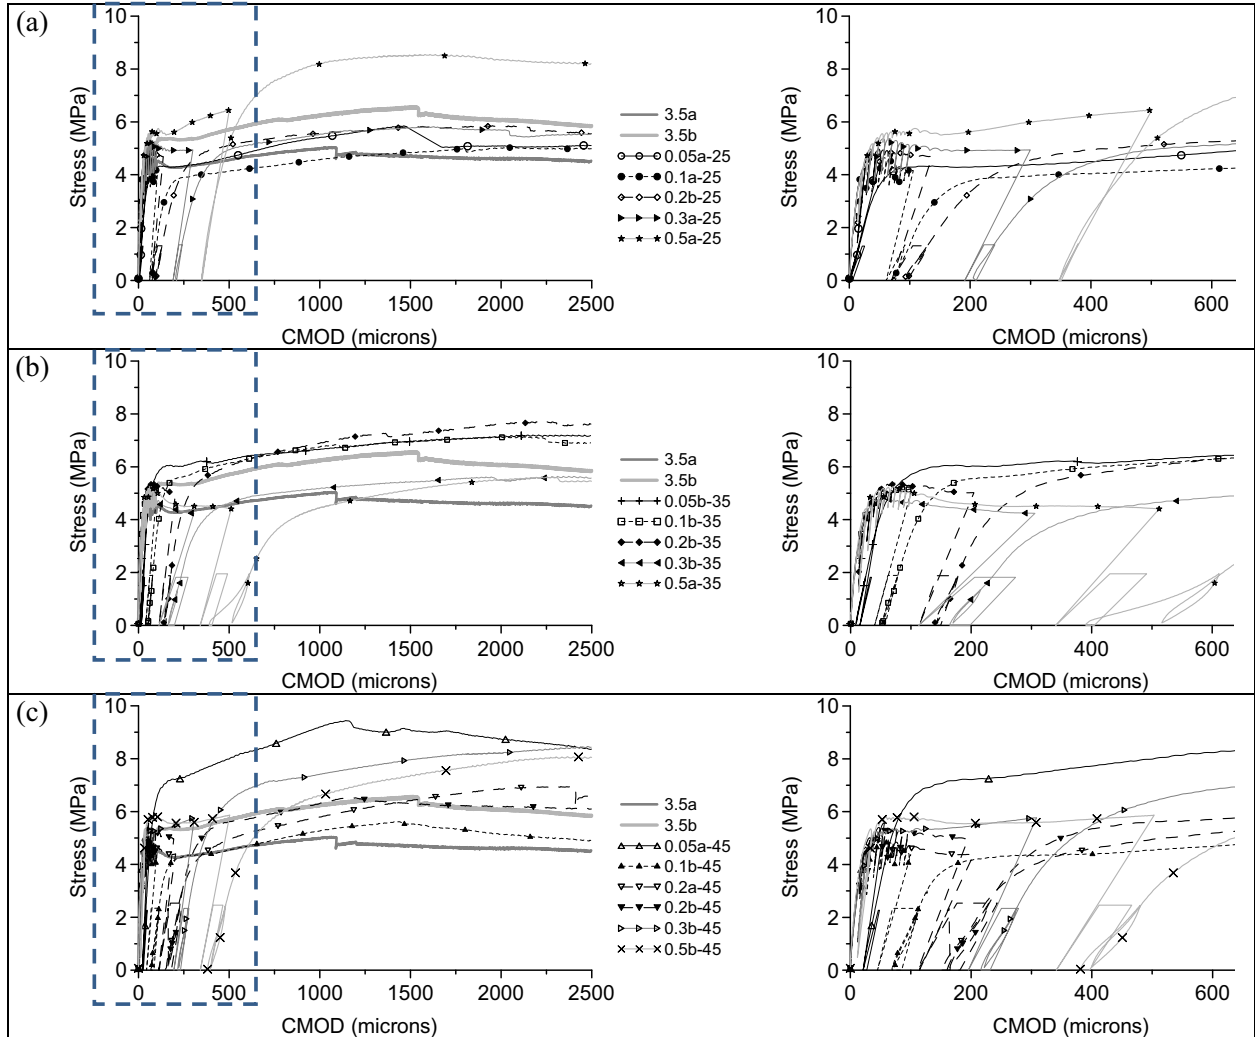 (a)
10
8
6
4
2
0
Stress (MPa)
0 500 1000 1500 2000 2500
CMOD (microns)
3.5a
3.5b
0.05a-25
0.1a-25
0.2b-25
0.3a-25
0.5a-25
10
8
6
4
2
0
Stress (MPa)
0 200 400 600
CMOD (microns)
(b)
10
8
6
4
2
0
Stress (MPa)
0 500 1000 1500 2000 2500
CMOD (microns)
3.5a
3.5b
0.05b-35
0.1b-35
0.2b-35
0.3b-35
0.5a-35
10
8
6
4
2
0
Stress (MPa)
0 200 400 600
CMOD (microns)
(c)
10
8
6
4
2
0
Stress (MPa)
0 500 1000 1500 2000 2500
CMOD (microns)
3.5a
3.5b
0.05a-45
0.1b-45
0.2a-45
0.2b-45
0.3b-45
0.5b-45
10
8
6
4
2
0
Stress (MPa)
0 200 400 600
CMOD (microns)